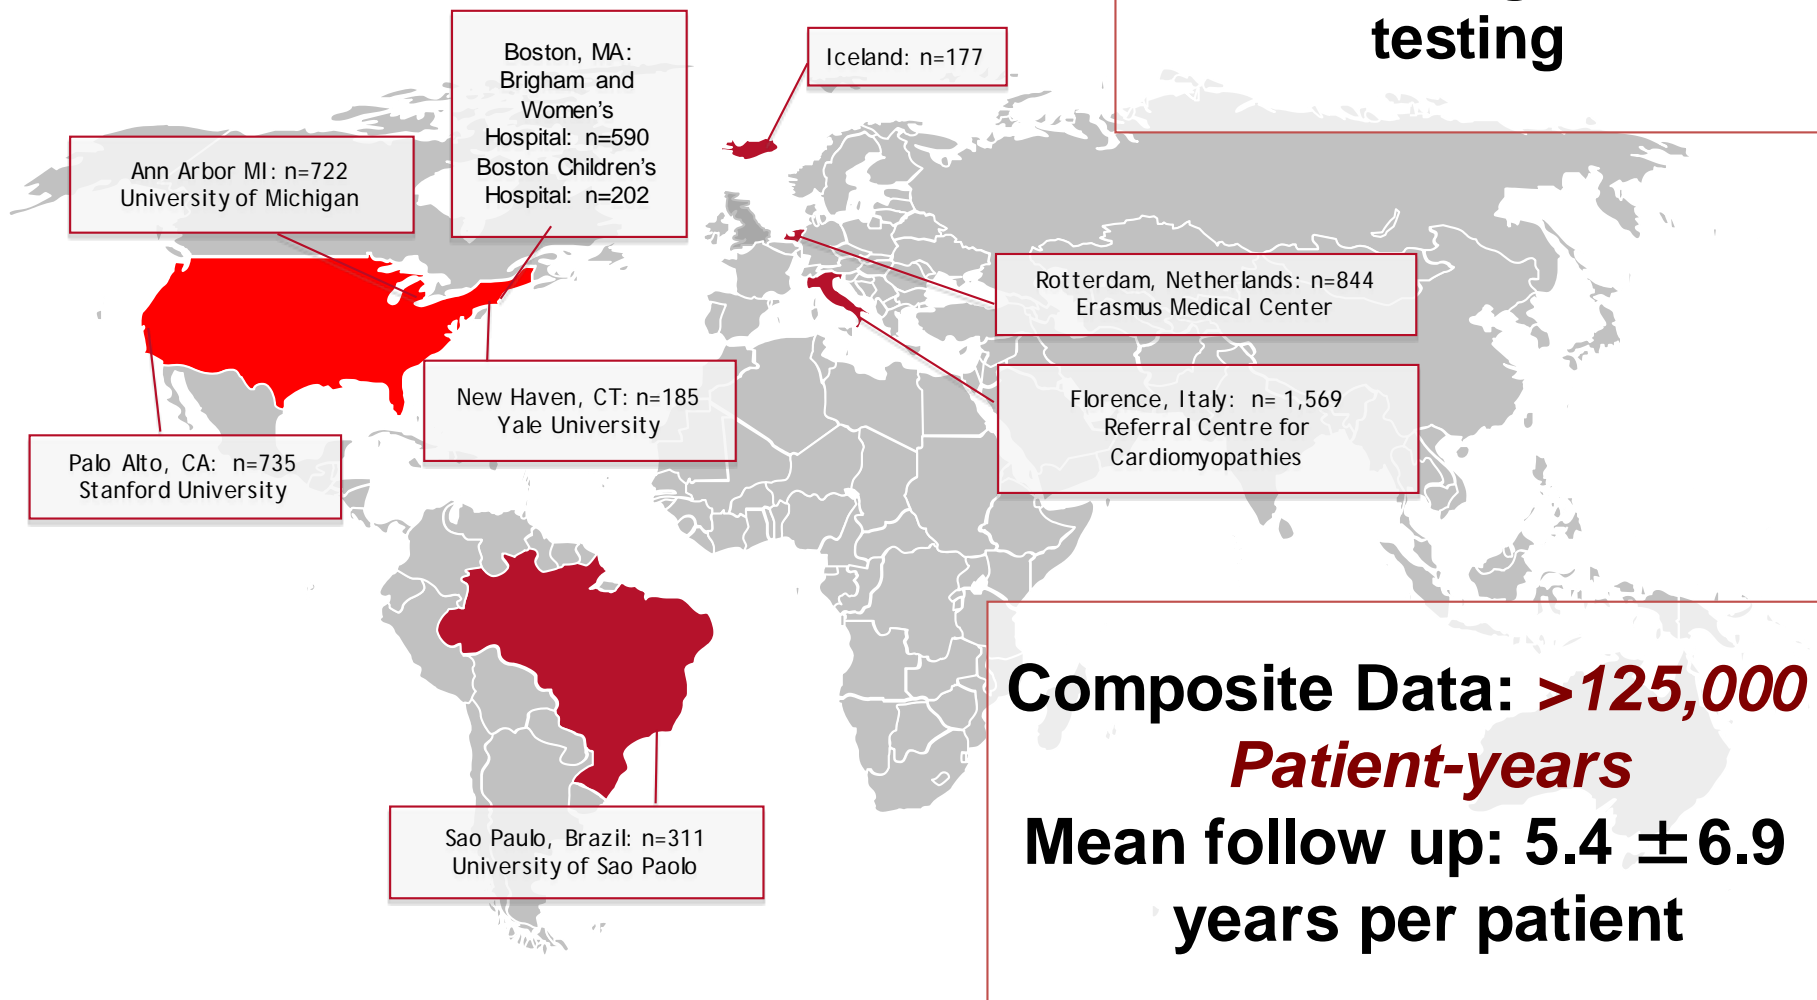 testing
Boston, MA:
Brigham and
Women's
Hospital: n=590
Boston Children's
Hospital: n=202
Iceland: n=177
Ann Arbor MI: n=722
University of Michigan
Rotterdam, Netherlands: n=844
Erasmus Medical Center
New Haven, CT: n=185
Yale University
Florence, Italy: n= 1,569
Referral Centre for
Cardiomyopathies
Palo Alto, CA: n=735
Stanford University
Sao Paulo, Brazil: n=311
University of Sao Paolo
Composite Data: >125,000
Patient-years
Mean follow up: 5.4 ±6.9
years per patient